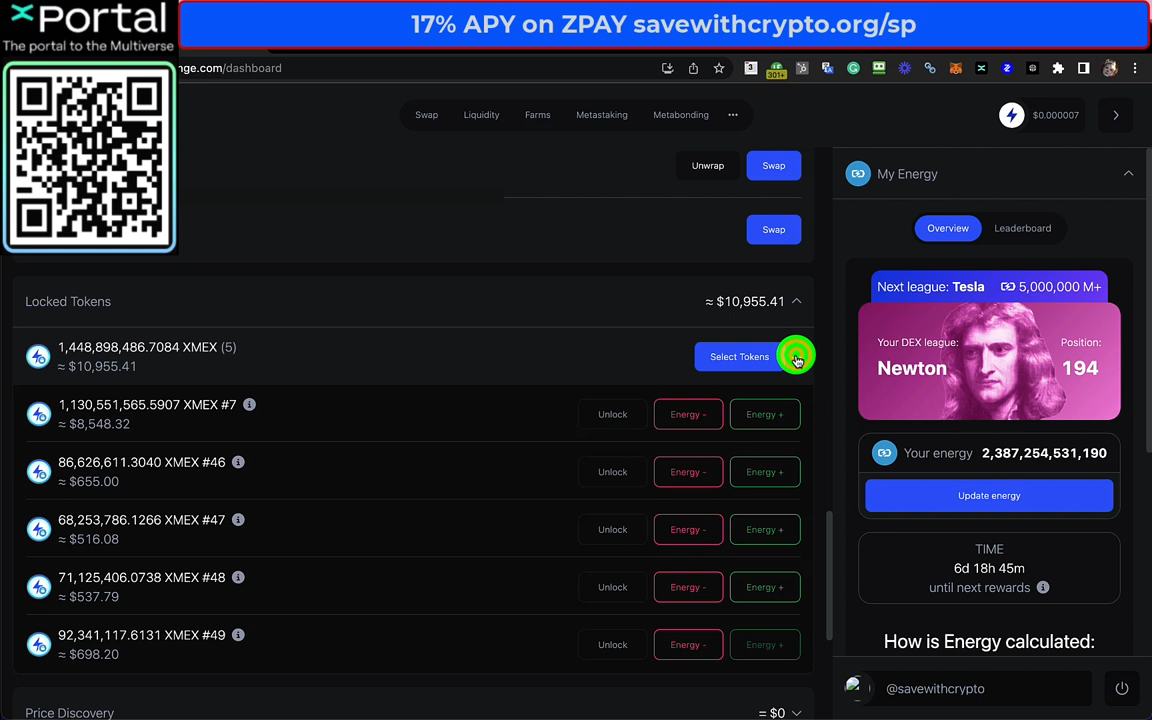 Portal
The portal to the Multiverse
17% APY on ZPAY savewithcrypto.org/sp
nge.com/dashboard
3
301+
Swap
Liquidity
Farms
Metastaking
Metabonding
$0.000007
Unwrap
Swap
Swap
Locked Tokens
≈ $10,955.41
1,448,898,486.7084 XMEX (5)
≈ $10,955.41
Select Tokens
1,130,551,565.5907 XMEX #7
≈ $8,548.32
Unlock
Energy -
Energy +
86,626,611.3040 XMEX #46
≈ $655.00
Unlock
Energy -
Energy +
68,253,786.1266 XMEX #47
≈ $516.08
Unlock
Energy -
Energy +
71,125,406.0738 XMEX #48
≈ $537.79
Unlock
Energy -
Energy +
92,341,117.6131 XMEX #49
≈ $698.20
Unlock
Energy -
Energy +
Price Discovery
= $0
My Energy
Overview
Leaderboard
Next league: Tesla
5,000,000 M+
Your DEX league:
Newton
Position:
194
Your energy
2,387,254,531,190
Update energy
TIME
6d 18h 45m
until next rewards
How is Energy calculated:
@savewithcrypto